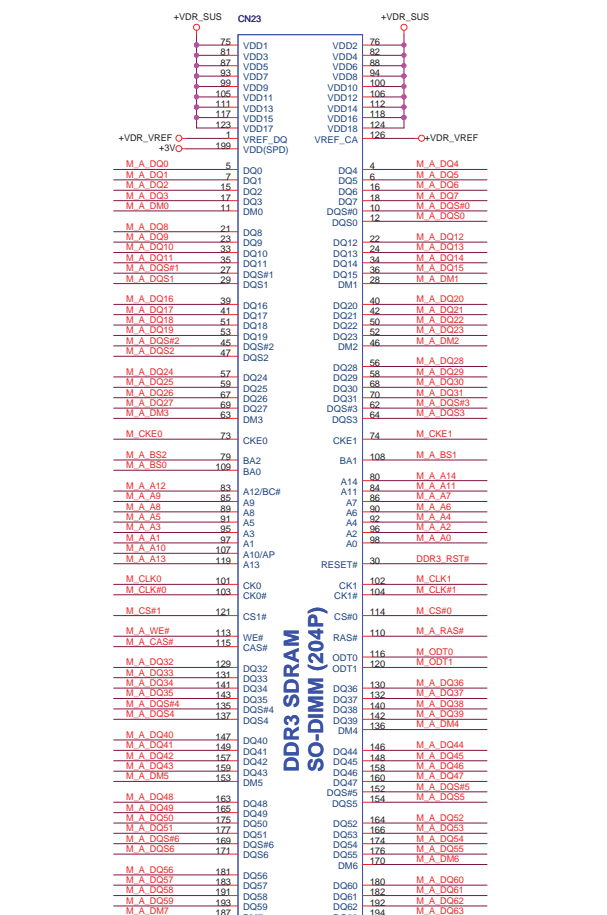 +VDR_SUS CN23 +VDR_SUS
75 VDD1 VDD2 76
81 VDD3 VDD4 82
87 VDD5 VDD6 88
93 VDD7 VDD8 94
99 VDD9 VDD10 100
105 VDD11 VDD12 106
111 VDD13 VDD14 112
117 VDD15 VDD16 118
123 VDD17 VDD18 124
+VDR_VREF 1 VREF_DQ VREF_CA 126 +VDR_VREF
+3V 199 VDD(SPD)
M_A_DQ0 5 DQ0 DQ4 4 M_A_DQ4
M_A_DQ1 7 DQ1 DQ5 6 M_A_DQ5
M_A_DQ2 15 DQ2 DQ6 16 M_A_DQ6
M_A_DQ3 17 DQ3 DQ7 18 M_A_DQ7
M_A_DM0 11 DM0 DQS#0 10 M_A_DQS#0
DQS0 12 M_A_DQS0
M_A_DQ8 21 DQ8
M_A_DQ9 23 DQ9 DQ12 22 M_A_DQ12
M_A_DQ10 33 DQ10 DQ13 24 M_A_DQ13
M_A_DQ11 35 DQ11 DQ14 34 M_A_DQ14
M_A_DQS#1 27 DQS#1 DQ15 36 M_A_DQ15
M_A_DQS1 29 DQS1 DM1 28 M_A_DM1
M_A_DQ16 39 DQ16 DQ20 40 M_A_DQ20
M_A_DQ17 41 DQ17 DQ21 42 M_A_DQ21
M_A_DQ18 51 DQ18 DQ22 50 M_A_DQ22
M_A_DQ19 53 DQ19 DQ23 52 M_A_DQ23
M_A_DQS#2 45 DQS#2 DM2 46 M_A_DM2
M_A_DQS2 47 DQS2
DQ28 56 M_A_DQ28
M_A_DQ24 57 DQ24 DQ29 58 M_A_DQ29
M_A_DQ25 59 DQ25 DQ30 68 M_A_DQ30
M_A_DQ26 67 DQ26 DQ31 70 M_A_DQ31
M_A_DQ27 69 DQ27 DQS#3 62 M_A_DQS#3
M_A_DM3 63 DM3 DQS3 64 M_A_DQS3
M_CKE0 73 CKE0 CKE1 74 M_CKE1
M_A_BS2 79 BA2 BA1 108 M_A_BS1
M_A_BS0 109 BA0
A14 80 M_A_A14
M_A_A12 83 A12/BC# A11 84 M_A_A11
M_A_A9 85 A9 A7 86 M_A_A7
M_A_A8 89 A8 A6 90 M_A_A6
M_A_A5 91 A5 A4 92 M_A_A4
M_A_A3 95 A3 A2 96 M_A_A2
M_A_A1 97 A1 A0 98 M_A_A0
M_A_A10 107 A10/AP
M_A_A13 119 A13 RESET# 30 DDR3_RST#
M_CLK0 101 CK0 CK1 102 M_CLK1
M_CLK#0 103 CK0# CK1# 104 M_CLK#1
M_CS#1 121 CS1# CS#0 114 M_CS#0
M_A_WE# 113 WE# RAS# 110 M_A_RAS#
M_A_CAS# 115 CAS#
ODT0 116 M_ODT0
ODT1 120 M_ODT1
DDR3 SDRAM
SO-DIMM (204P)
M_A_DQ32 129 DQ32
M_A_DQ33 131 DQ33 DQ36 130 M_A_DQ36
M_A_DQ34 141 DQ34 DQ37 132 M_A_DQ37
M_A_DQ35 143 DQ35 DQ38 140 M_A_DQ38
M_A_DQS#4 135 DQS#4 DQ39 142 M_A_DQ39
M_A_DQS4 137 DQS4 DM4 136 M_A_DM4
M_A_DQ40 147 DQ40
M_A_DQ41 149 DQ41 DQ44 146 M_A_DQ44
M_A_DQ42 157 DQ42 DQ45 148 M_A_DQ45
M_A_DQ43 159 DQ43 DQ46 158 M_A_DQ46
M_A_DM5 153 DM5 DQ47 160 M_A_DQ47
DQS#5 152 M_A_DQS#5
DQS5 154 M_A_DQS5
M_A_DQ48 163 DQ48
M_A_DQ49 165 DQ49 DQ52 164 M_A_DQ52
M_A_DQ50 175 DQ50 DQ53 166 M_A_DQ53
M_A_DQ51 177 DQ51 DQ54 174 M_A_DQ54
M_A_DQS#6 169 DQS#6 DQ55 176 M_A_DQ55
M_A_DQS6 171 DQS6 DM6 170 M_A_DM6
M_A_DQ56 181 DQ56
M_A_DQ57 183 DQ57 DQ60 180 M_A_DQ60
M_A_DQ58 191 DQ58 DQ61 182 M_A_DQ61
M_A_DQ59 193 DQ59 DQ62 192 M_A_DQ62
M_A_DM7 187 194 M_A_DQ63